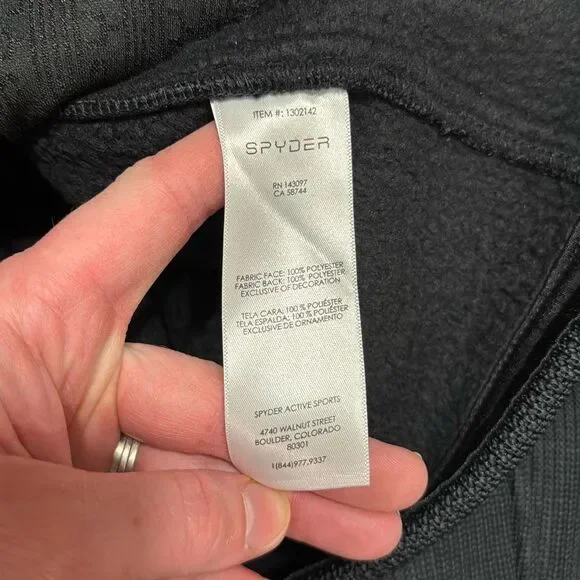 ITEM #: 1302142
SPYDER
RN 143097
CA 58744
FABRIC FACE: 100% POLYESTER
FABRIC BACK: 100% POLYESTER
EXCLUSIVE OF DECORATION
TELA CARA: 100 % POLIÉSTER
TELA ESPALDA: 100 % POLIÉSTER
EXCLUSIVO DE ORNAMENTO
SPYDER ACTIVE SPORTS
4740 WALNUT STREET
BOULDER, COLORADO
80301
1(844)977.9337